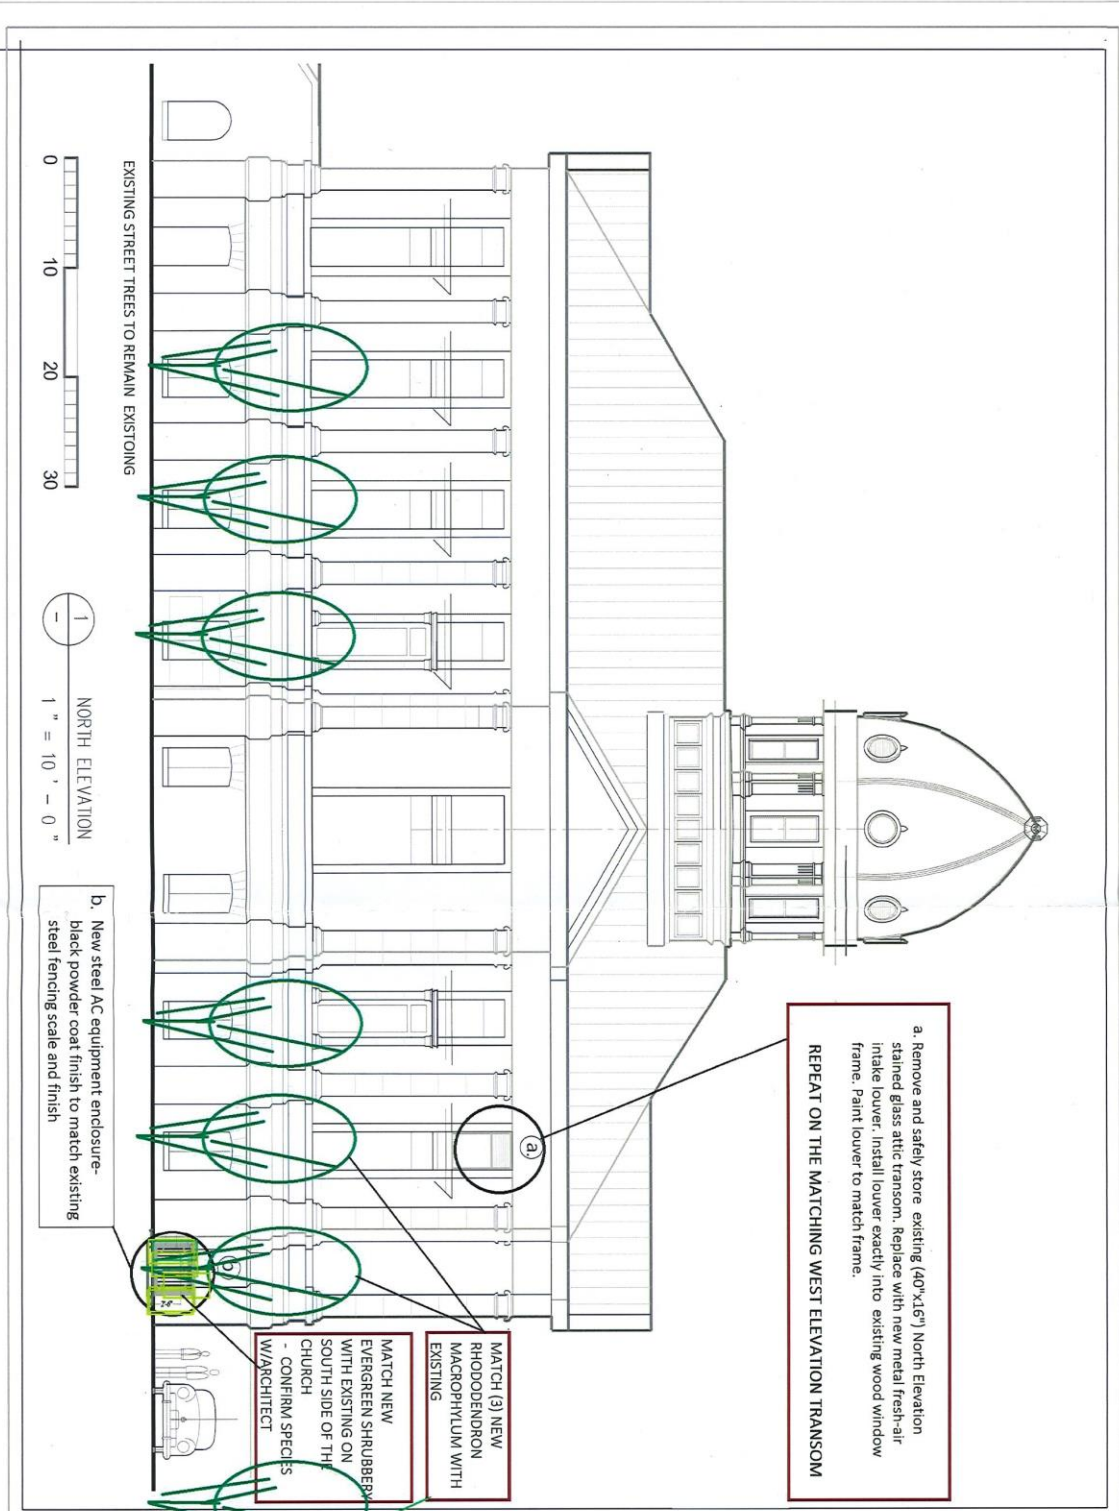 a. Remove and safely store existing (40"x16") North Elevation
stained glass attic transom. Replace with new metal fresh-air
intake louver. Install louver exactly into existing wood window
frame. Paint louver to match frame.
REPEAT ON THE MATCHING WEST ELEVATION TRANSOM
a.
MATCH (3) NEW
RHODODENDRON
MACROPHYLUM WITH
EXISTING
MATCH NEW
EVERGREEN SHRUBBERY
WITH EXISTING ON
SOUTH SIDE OF THE
CHURCH
- CONFIRM SPECIES
W/ARCHITECT
b
EXISTING STREET TREES TO REMAIN EXISTOING
0 10 20 30
1
–
NORTH ELEVATION
1 " = 10 ' – 0 "
b. New steel AC equipment enclosure-
black powder coat finish to match existing
steel fencing scale and finish